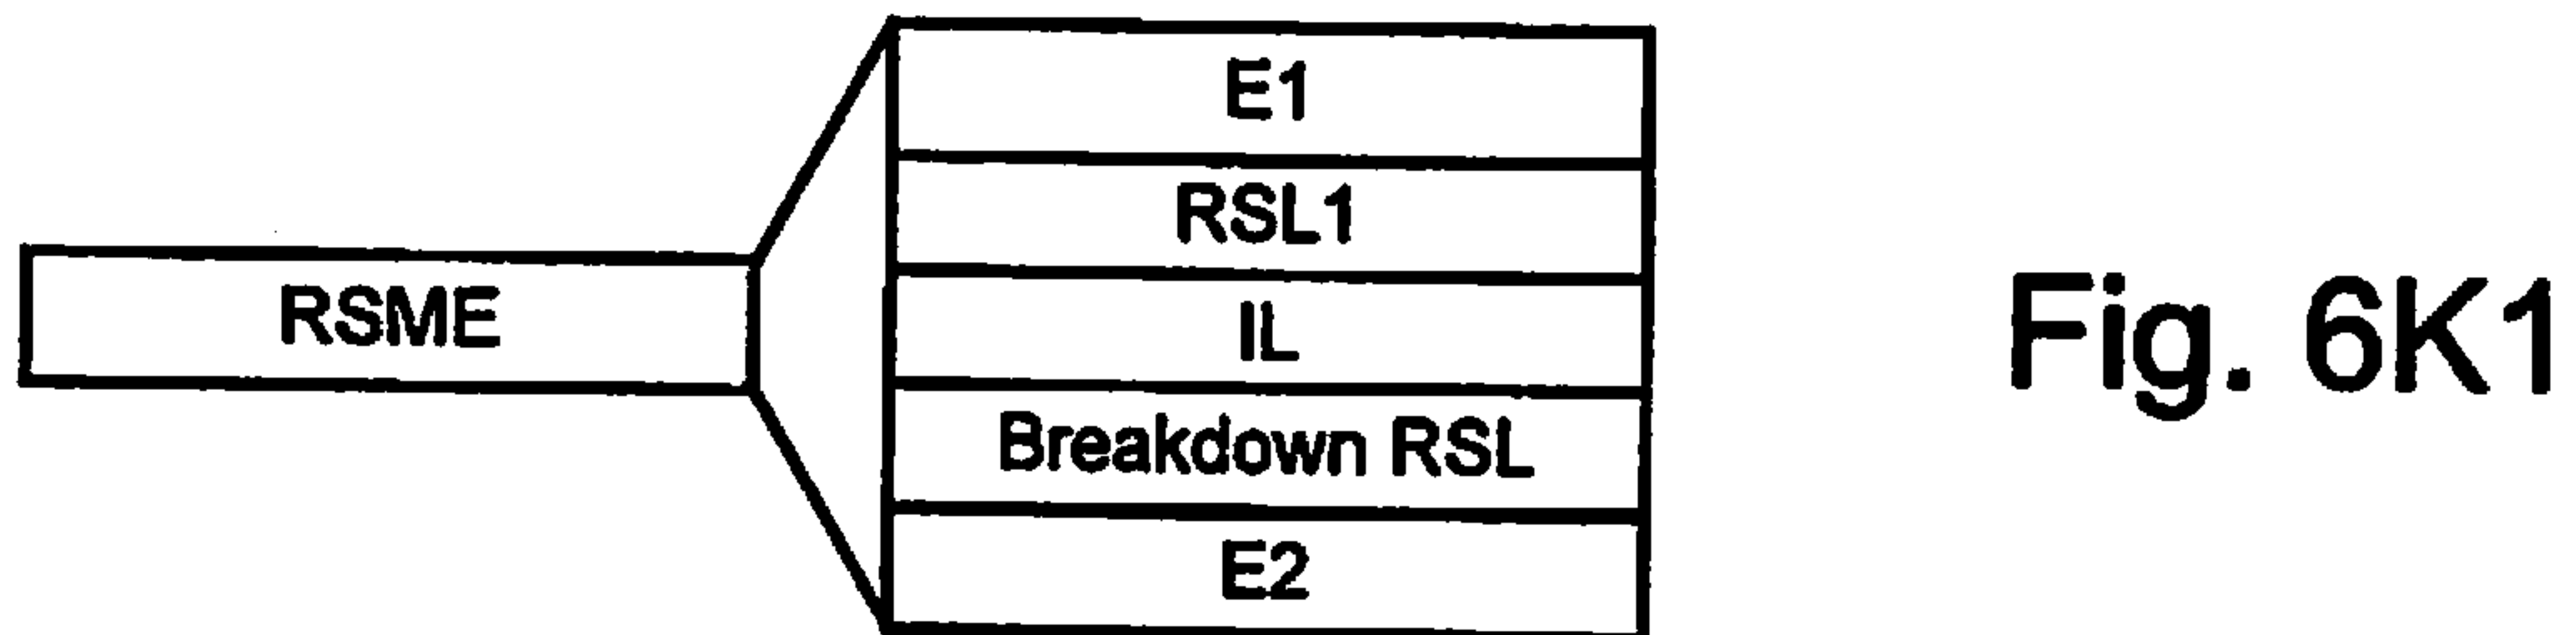 E1
RSL1
RSME
IL
Breakdown RSL
E2
Fig. 6K1